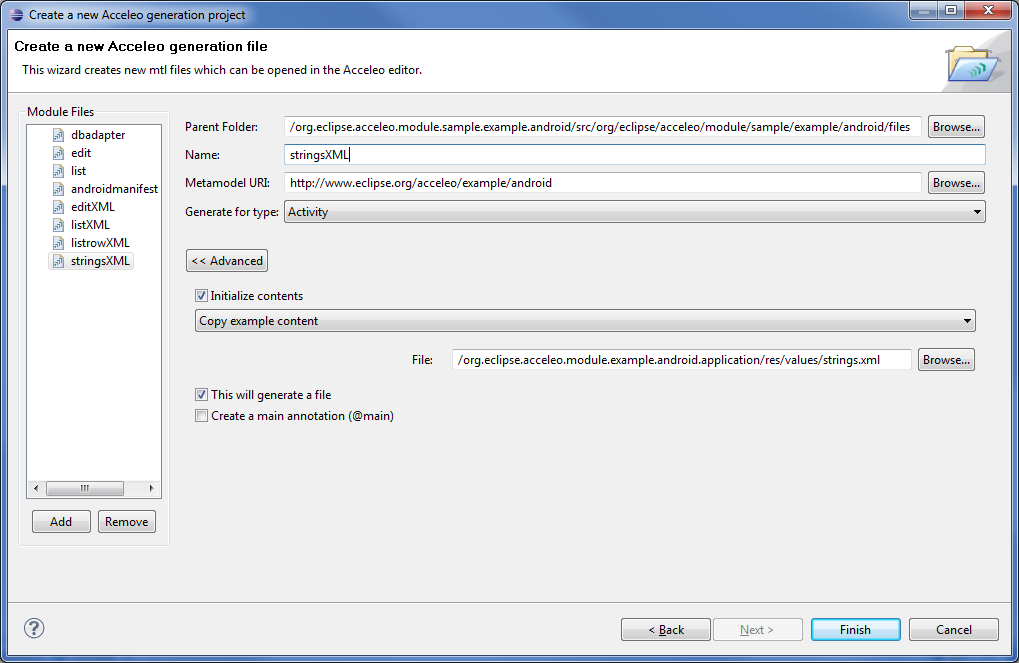 Create a new Acceleo generation project
Create a new Acceleo generation file
This wizard creates new mtl files which can be opened in the Acceleo editor.
Module Files
dbadapter
edit
list
androidmanifest
editXML
listXML
listrowXML
stringsXML
Add Remove
Parent Folder: /org.eclipse.acceleo.module.sample.example.android/src/org/eclipse/acceleo/module/sample/example/android/files Browse...
Name: stringsXML
Metamodel URI: http://www.eclipse.org/acceleo/example/android Browse...
Generate for type: Activity
<< Advanced
Initialize contents
Copy example content
File: /org.eclipse.acceleo.module.example.android.application/res/values/strings.xml Browse...
This will generate a file
Create a main annotation (@main)
?
< Back Next > Finish Cancel